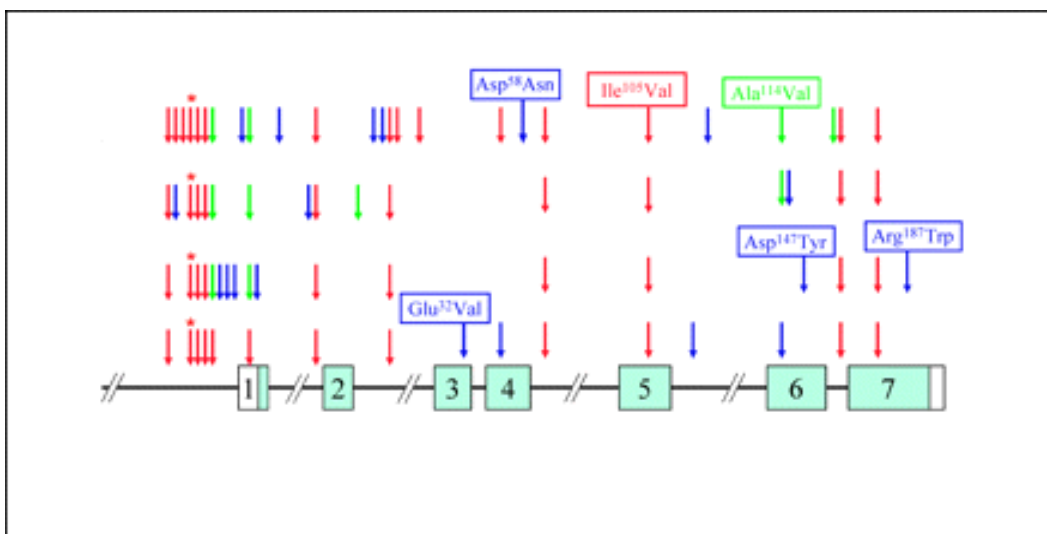 Asp⁵⁸Asn
Ile¹⁰⁵Val
Ala¹¹⁴Val
Asp¹⁴⁷Tyr
Arg¹⁸⁷Trp
Glu³²Val
1 2 3 4 5 6 7